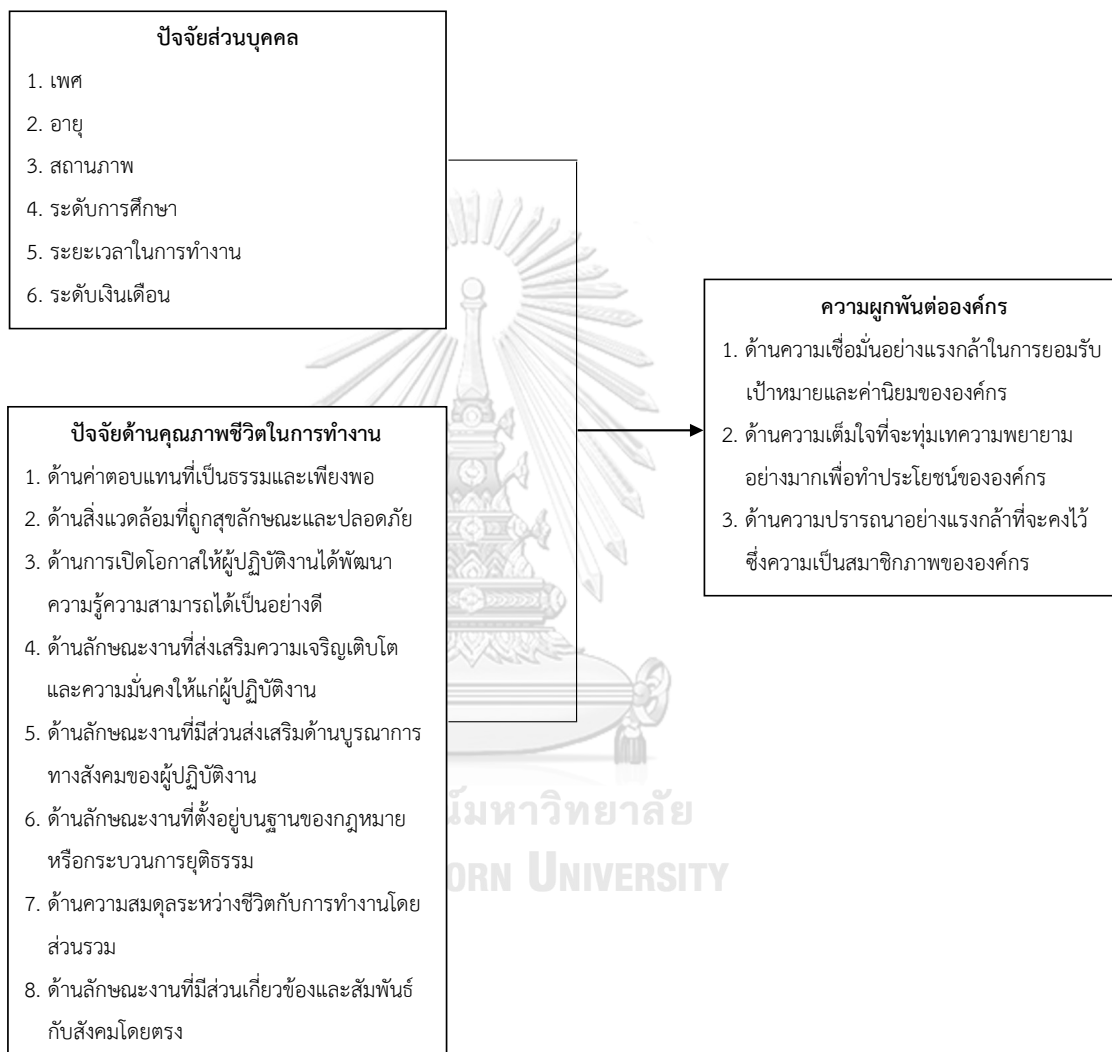 ปัจจัยส่วนบุคคล
1. เพศ
2. อายุ
3. สถานภาพ
4. ระดับการศึกษา
5. ระยะเวลาในการทำงาน
6. ระดับเงินเดือน
ปัจจัยด้านคุณภาพชีวิตในการทำงาน
1. ด้านค่าตอบแทนที่เป็นธรรมและเพียงพอ
2. ด้านสิ่งแวดล้อมที่ถูกสุขลักษณะและปลอดภัย
3. ด้านการเปิดโอกาสให้ผู้ปฏิบัติงานได้พัฒนา
ความรู้ความสามารถได้เป็นอย่างดี
4. ด้านลักษณะงานที่ส่งเสริมความเจริญเติบโต
และความมั่นคงให้แก่ผู้ปฏิบัติงาน
5. ด้านลักษณะงานที่มีส่วนส่งเสริมด้านบูรณาการ
ทางสังคมของผู้ปฏิบัติงาน
6. ด้านลักษณะงานที่ตั้งอยู่บนฐานของกฎหมาย
หรือกระบวนการยุติธรรม
7. ด้านความสมดุลระหว่างชีวิตกับการทำงานโดย
ส่วนรวม
8. ด้านลักษณะงานที่มีส่วนเกี่ยวข้องและสัมพันธ์
กับสังคมโดยตรง
ความผูกพันต่อองค์กร
1. ด้านความเชื่อมั่นอย่างแรงกล้าในการยอมรับ
เป้าหมายและค่านิยมขององค์กร
2. ด้านความเต็มใจที่จะทุ่มเทความพยายาม
อย่างมากเพื่อทำประโยชน์ขององค์กร
3. ด้านความปรารถนาอย่างแรงกล้าที่จะคงไว้
ซึ่งความเป็นสมาชิกภาพขององค์กร
น์มหาวิทยาลัย
ORN UNIVERSITY